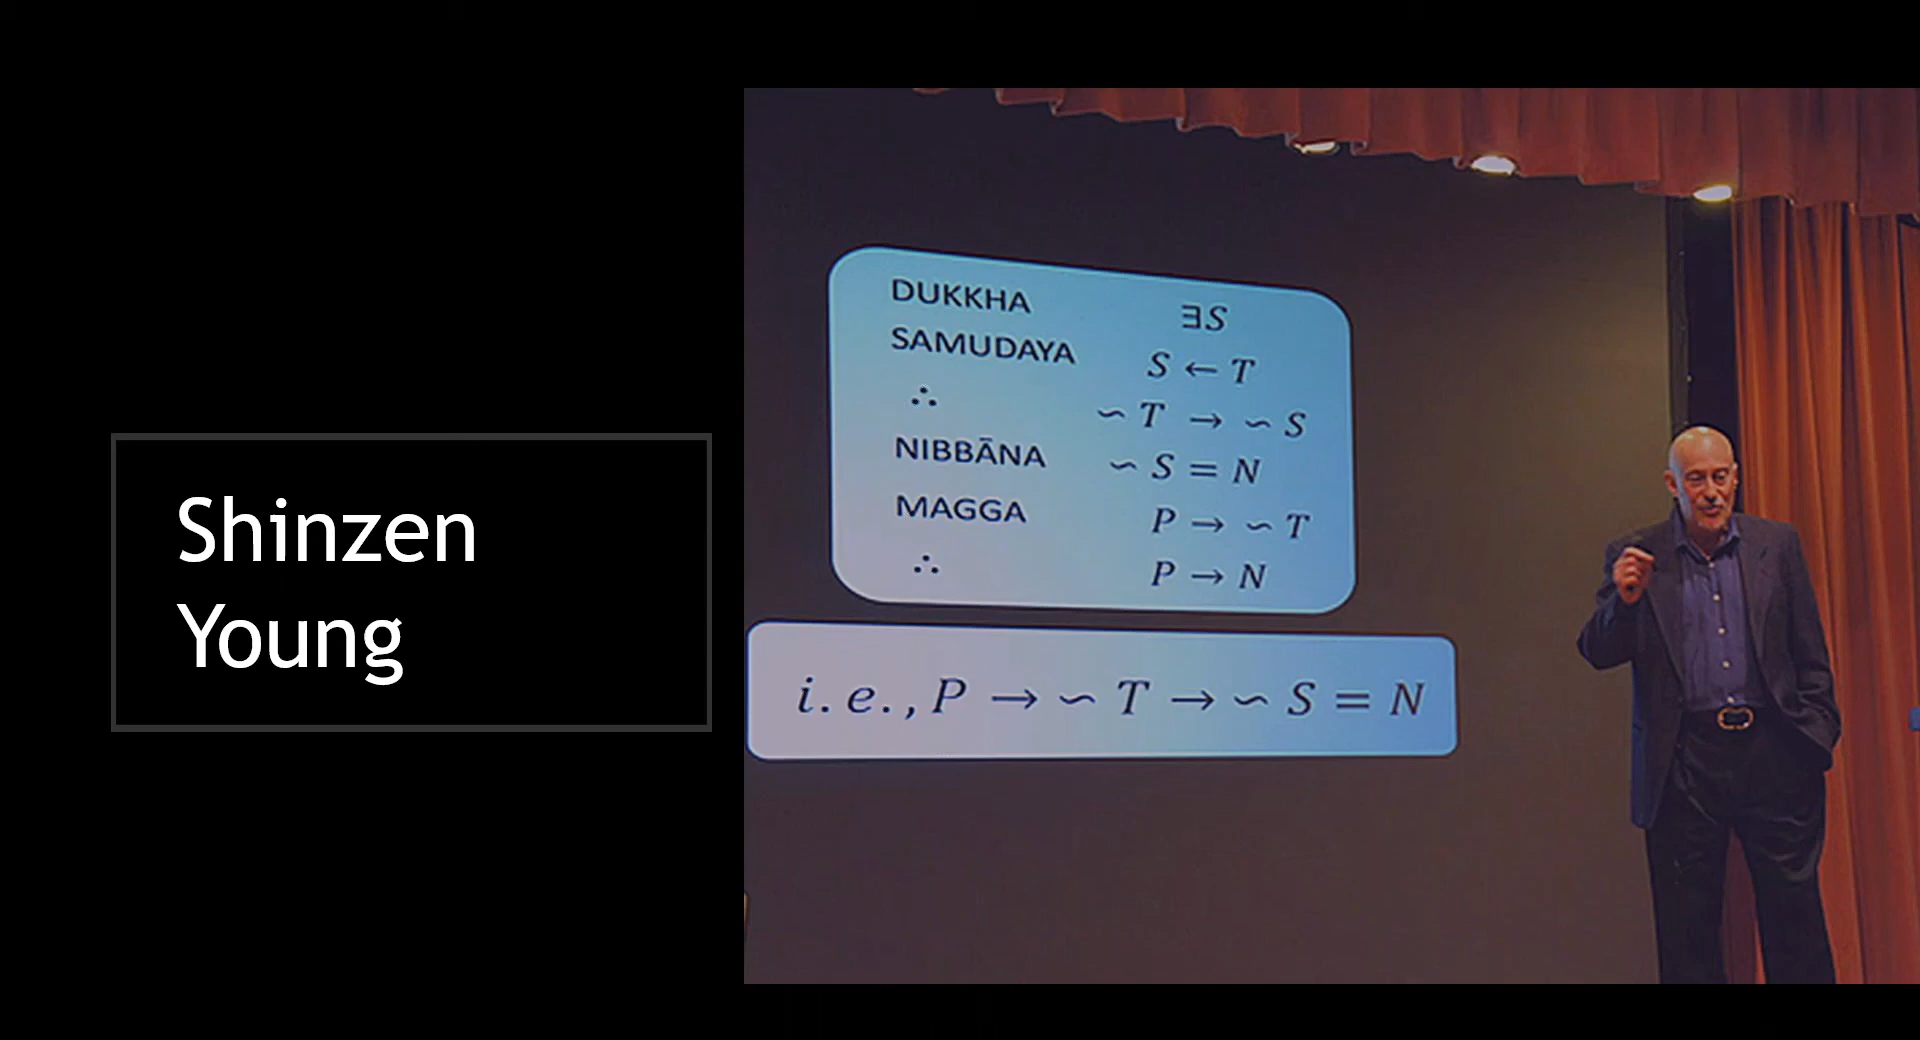 Shinzen
Young
DUKKHA ∃S
SAMUDAYA S ← T
∴ ∽ T → ∽ S
NIBBĀNA ∽ S = N
MAGGA P → ∽ T
∴ P → N
i.e., P → ∽ T → ∽ S = N